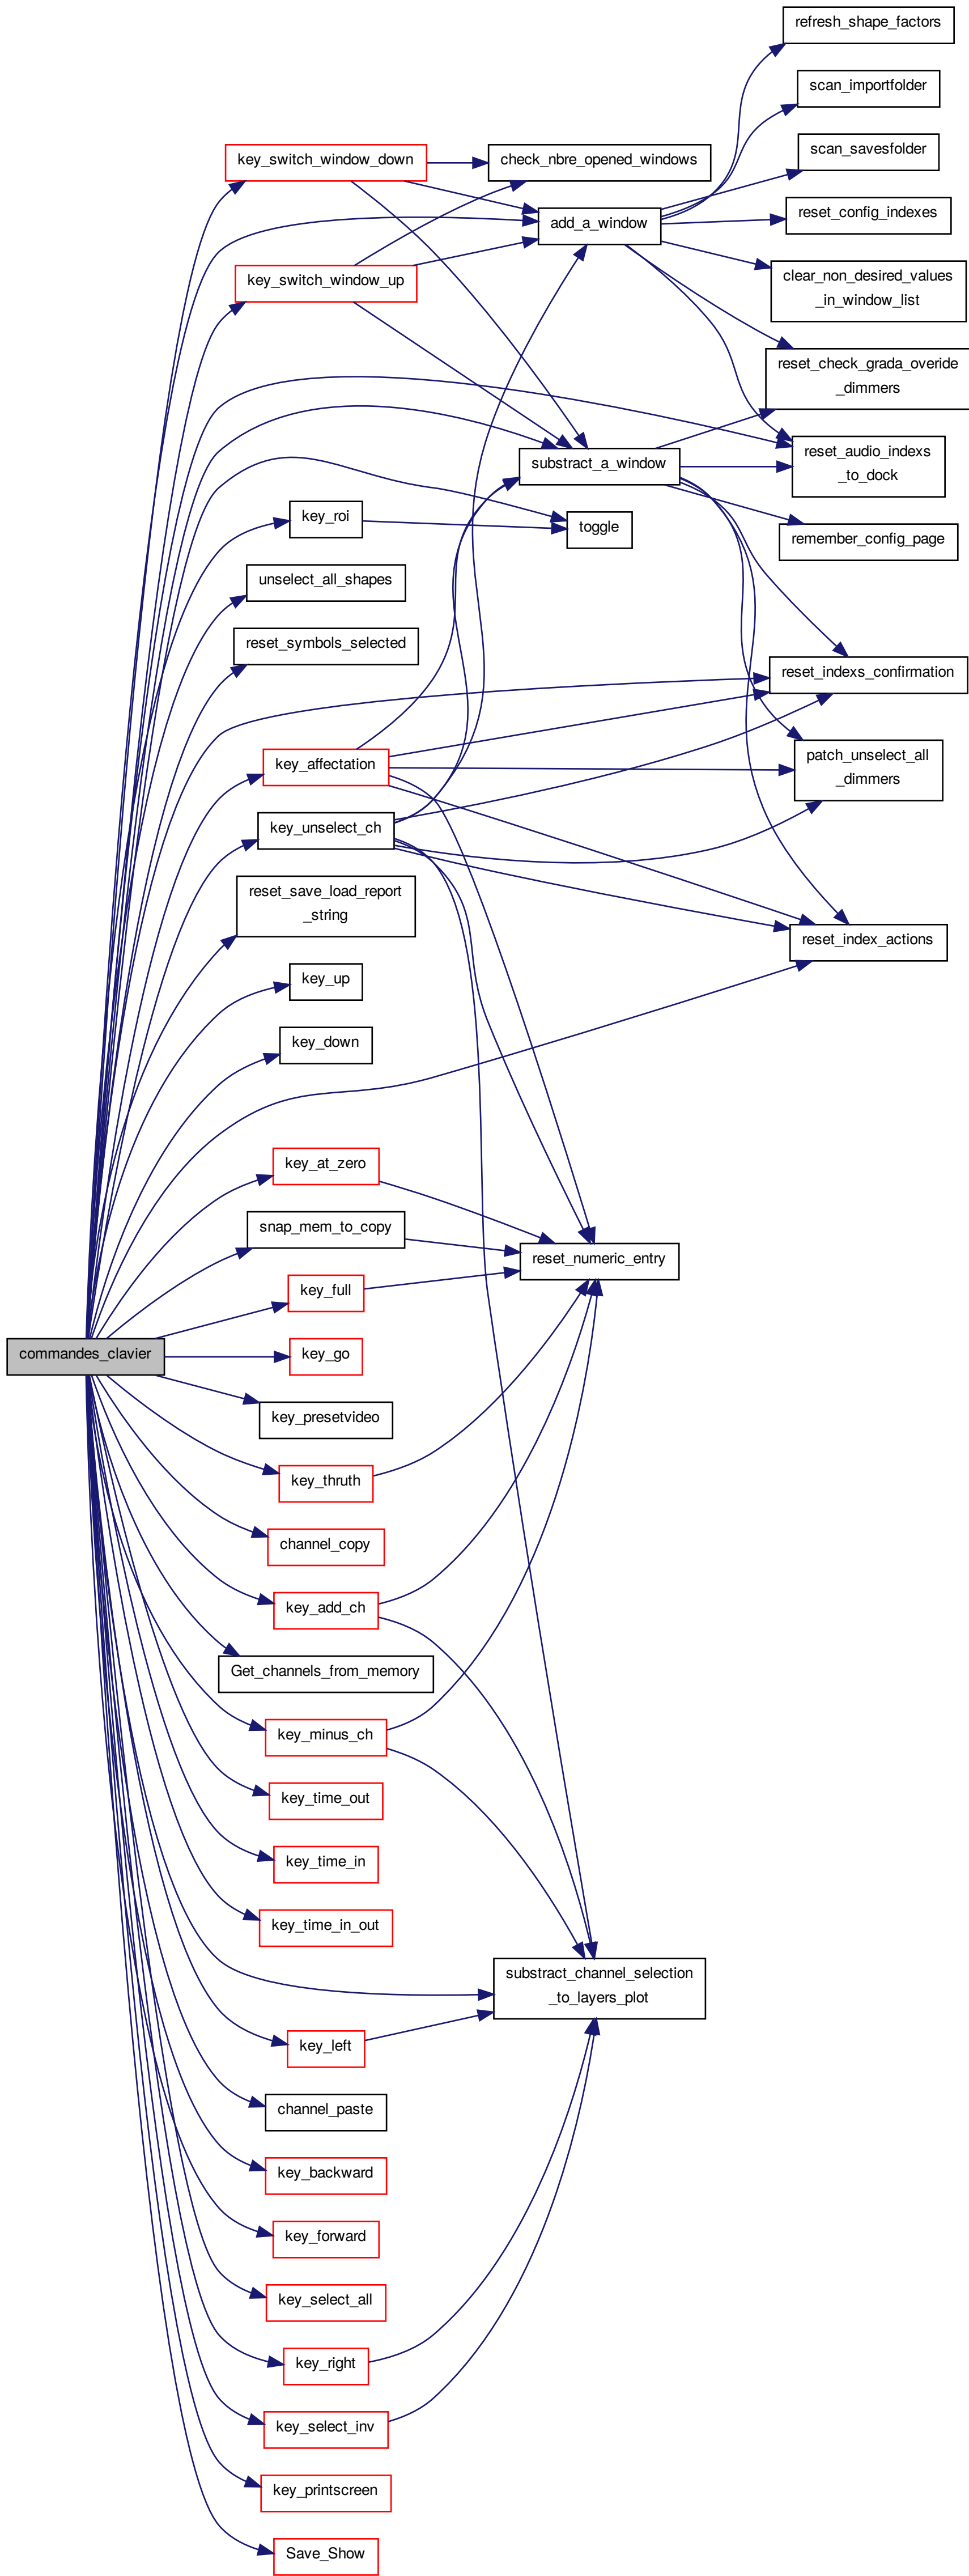 refresh_shape_factors
scan_importfolder
scan_savesfolder
key_switch_window_down
check_nbre_opened_windows
reset_config_indexes
add_a_window
key_switch_window_up
clear_non_desired_values
_in_window_list
reset_check_grada_overide
_dimmers
reset_audio_indexs
_to_dock
substract_a_window
key_roi
toggle
remember_config_page
unselect_all_shapes
reset_symbols_selected
reset_indexs_confirmation
key_affectation
patch_unselect_all
_dimmers
key_unselect_ch
reset_save_load_report
_string
reset_index_actions
key_up
key_down
key_at_zero
snap_mem_to_copy
reset_numeric_entry
key_full
commandes_clavier
key_go
key_presetvideo
key_thruth
channel_copy
key_add_ch
Get_channels_from_memory
key_minus_ch
key_time_out
key_time_in
key_time_in_out
substract_channel_selection
_to_layers_plot
key_left
channel_paste
key_backward
key_forward
key_select_all
key_right
key_select_inv
key_printscreen
Save_Show